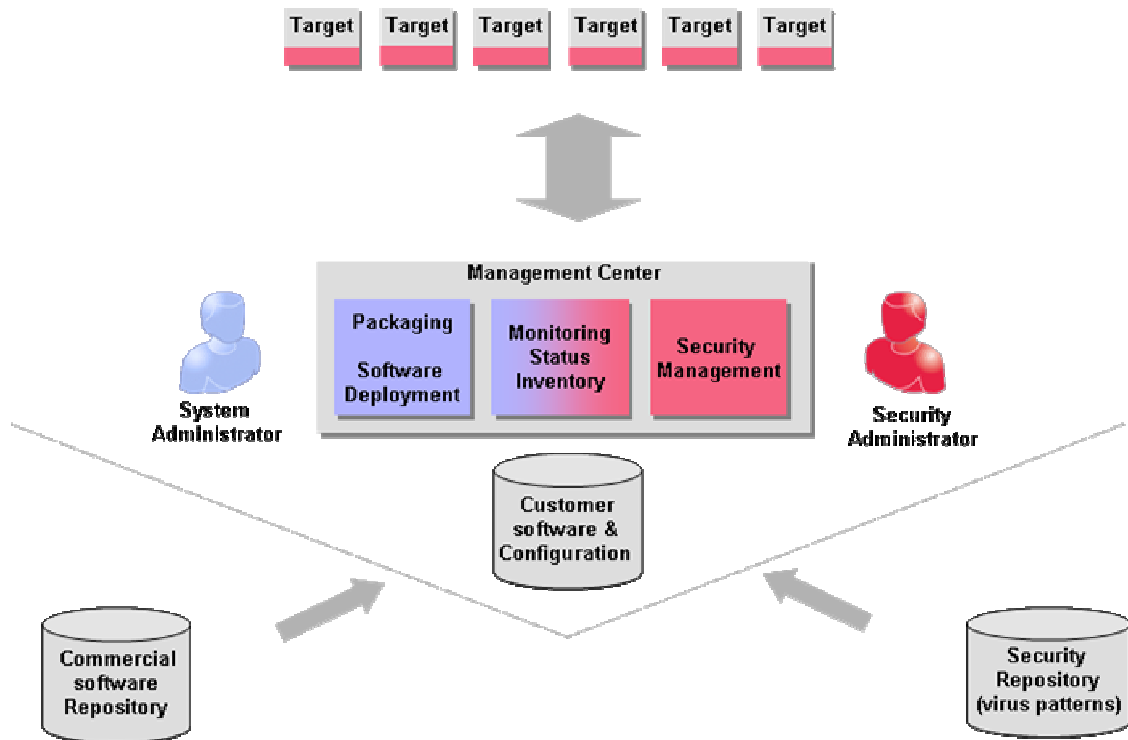 Target
Target
Target
Target
Target
Target
Management Center
Packaging
Software
Deployment
Monitoring
Status
Inventory
Security
Management
System
Administrator
Security
Administrator
Customer
software &
Configuration
Commercial
software
Repository
Security
Repository
(virus patterns)